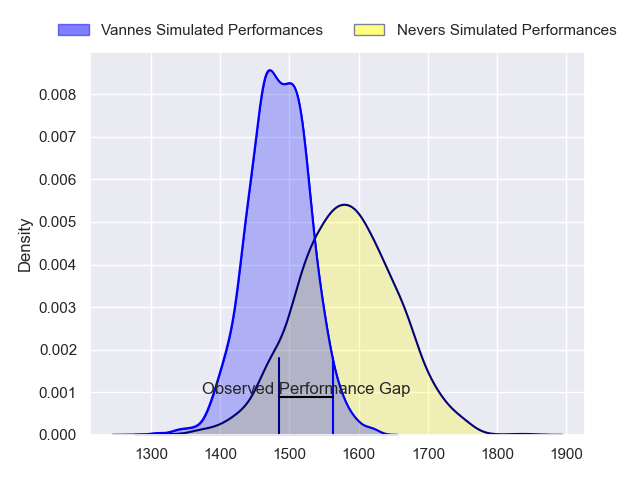 Vannes Simulated Performances
Nevers Simulated Performances
0.008
0.007
0.006
0.005
0.004
0.003
0.002
0.001
0.000
Density
Observed Performance Gap
1300 1400 1500 1600 1700 1800 1900